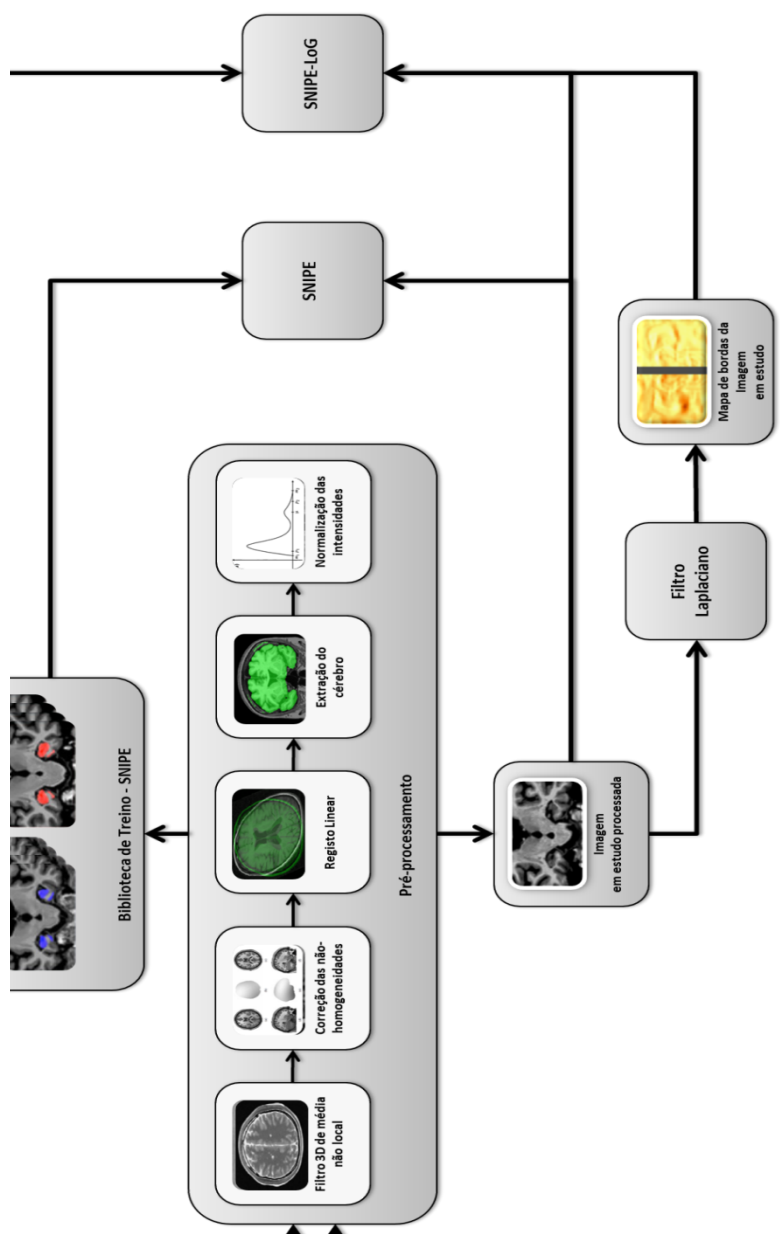 Biblioteca de Treino - SNIPE
Filtro 3D de média
não local
Correção das não-
homogeneidades
Registo Linear
Extração do
cérebro
Normalização das
intensidades
Pré-processamento
SNIPE
SNIPE-LoG
Imagem
em estudo processada
Filtro
Laplaciano
Mapa de bordas da
Imagem
em estudo